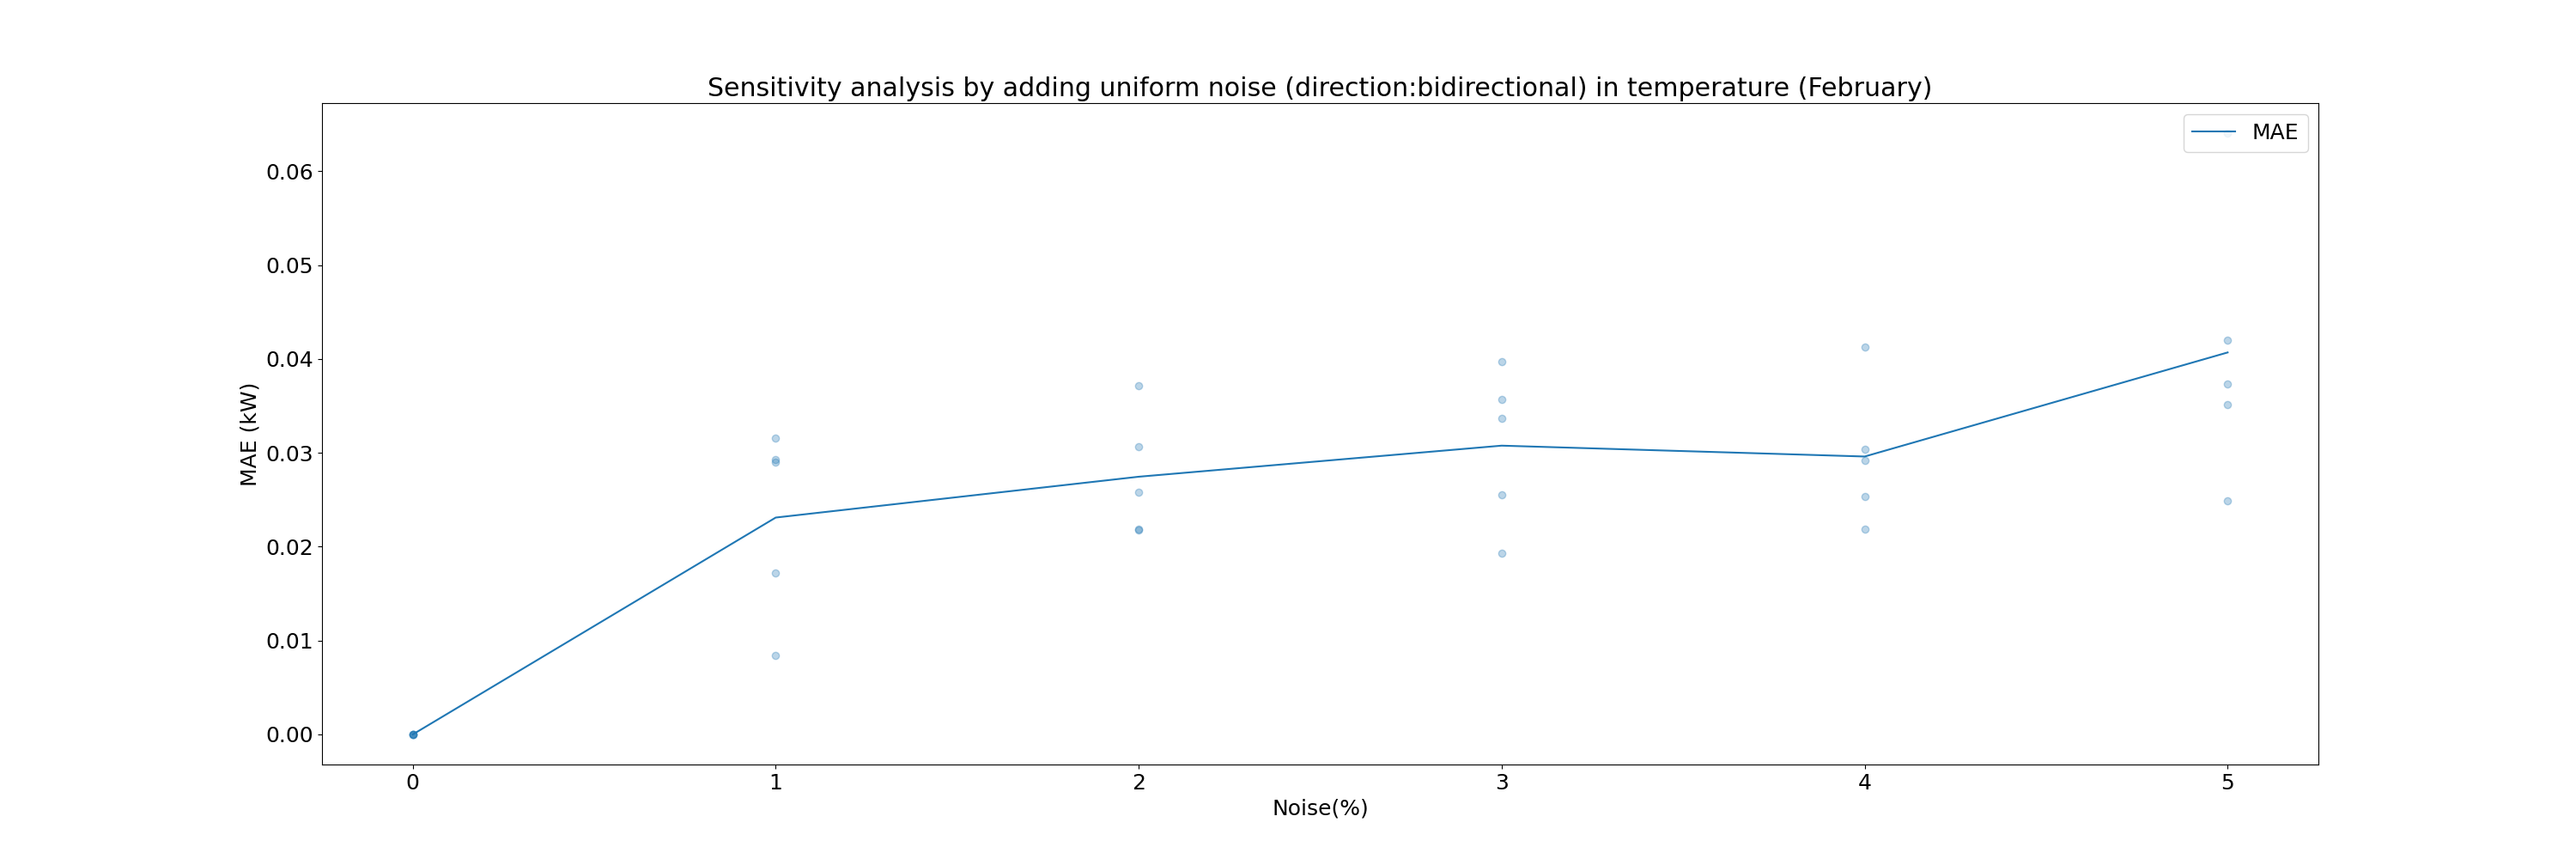 Sensitivity analysis by adding uniform noise (direction:bidirectional) in temperature (February)
MAE
0.06
0.05
0.04
0.03
0.02
0.01
0.00
MAE (kW)
0 1 2 3 4 5
Noise(%)